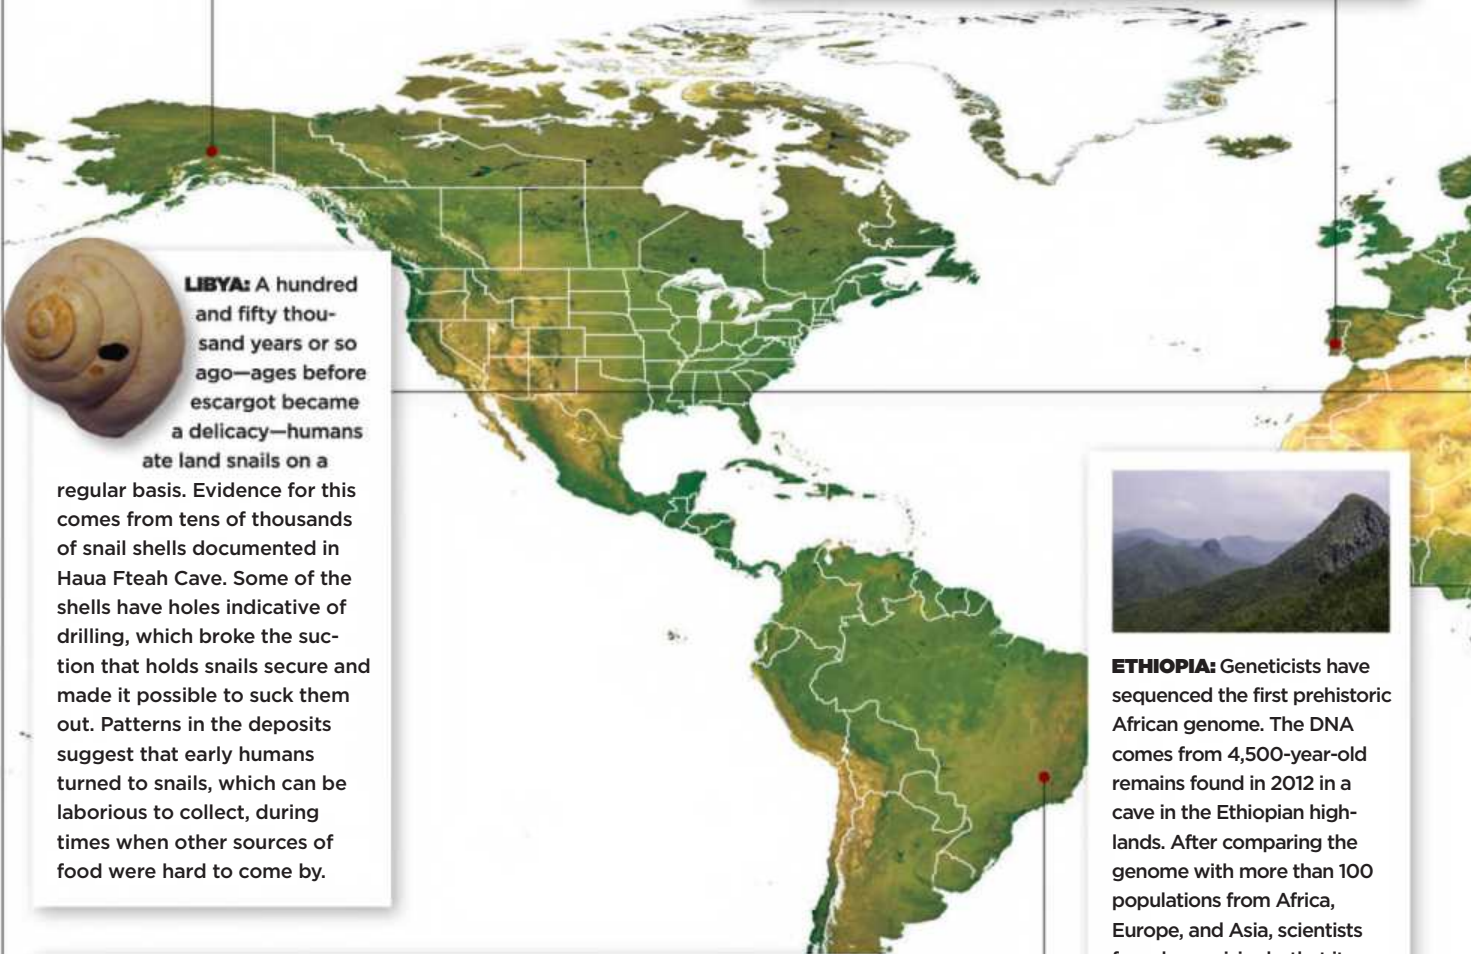 LIBYA: A hundred
and fifty thou-
sand years or so
ago—ages before
escargot became
a delicacy—humans
ate land snails on a
regular basis. Evidence for this
comes from tens of thousands
of snail shells documented in
Haua Fteah Cave. Some of the
shells have holes indicative of
drilling, which broke the suc-
tion that holds snails secure and
made it possible to suck them
out. Patterns in the deposits
suggest that early humans
turned to snails, which can be
laborious to collect, during
times when other sources of
food were hard to come by.
ETHIOPIA: Geneticists have
sequenced the first prehistoric
African genome. The DNA
comes from 4,500-year-old
remains found in 2012 in a
cave in the Ethiopian high-
lands. After comparing the
genome with more than 100
populations from Africa,
Europe, and Asia, scientists